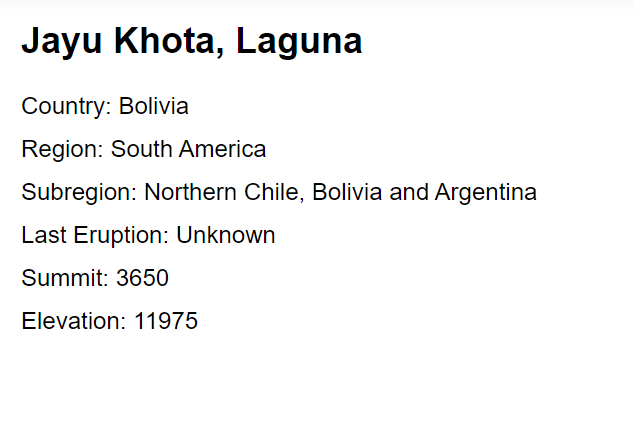 Jayu Khota, Laguna
Country: Bolivia
Region: South America
Subregion: Northern Chile, Bolivia and Argentina
Last Eruption: Unknown
Summit: 3650
Elevation: 11975